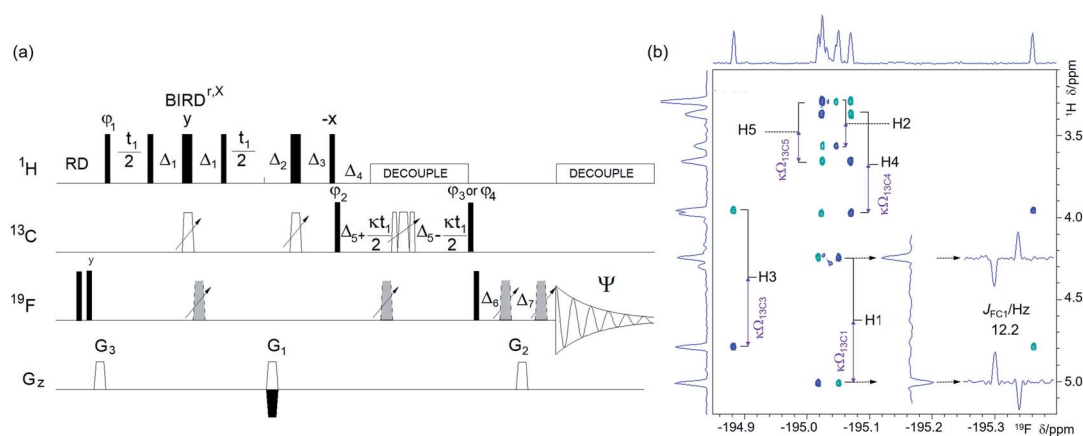 (a)
BIRD^r,X
φ1 y -x
1H RD t1/2 Δ1 Δ1 t1/2 Δ2 Δ3 Δ4 DECOUPLE DECOUPLE
φ2 φ3 or φ4
13C Δ5+ κt1/2 Δ5- κt1/2
y
19F Δ6 Δ7 Ψ
G3 G1 G2
Gz
(b)
1H δ/ppm
3.5
4.0
4.5
5.0
H5 κΩ13C5
H2
H4 κΩ13C4
H3 κΩ13C3
H1 κΩ13C1
JFC1/Hz
12.2
-194.9 -195.0 -195.1 -195.2 -195.3 19F δ/ppm